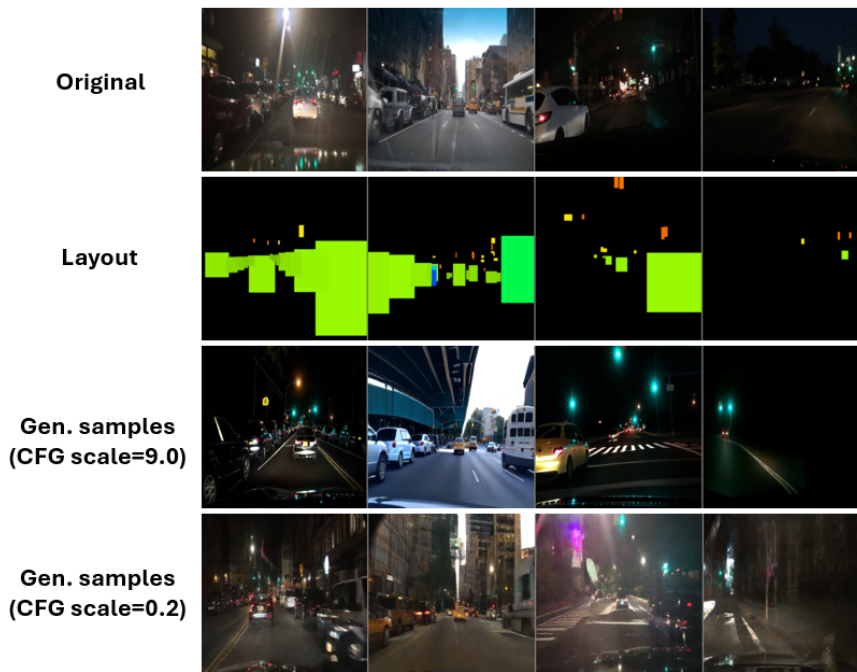 Original
Layout
Gen. samples
(CFG scale=9.0)
Gen. samples
(CFG scale=0.2)